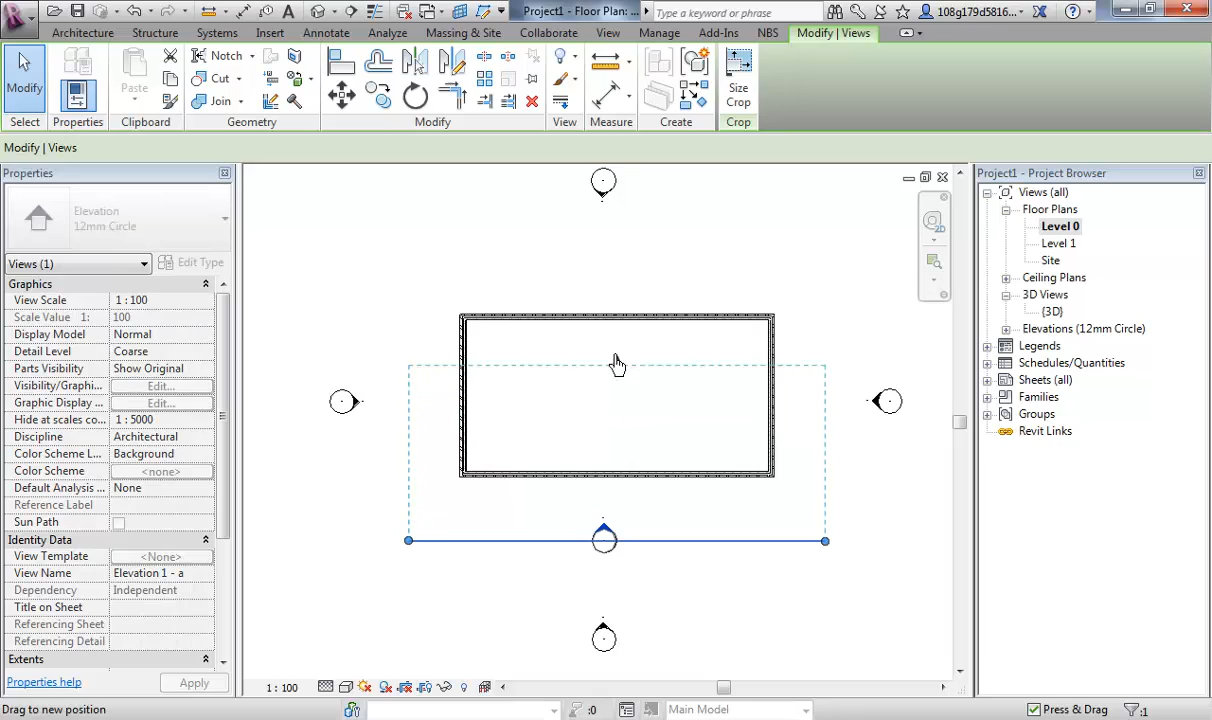 Project1 - Floor Plan: ...
Type a keyword or phrase
108g179d5816...
Architecture
Structure
Systems
Insert
Annotate
Analyze
Massing & Site
Collaborate
View
Manage
Add-Ins
NBS
Modify | Views
Modify
Paste
Notch
Cut
Join
Size
Crop
Select
Properties
Clipboard
Geometry
Modify
View
Measure
Create
Crop
Modify | Views
Properties
Elevation
12mm Circle
Views (1)
Edit Type
Graphics
View Scale
1 : 100
Scale Value 1:
100
Display Model
Normal
Detail Level
Coarse
Parts Visibility
Show Original
Visibility/Graphi...
Edit...
Graphic Display ...
Edit...
Hide at scales co...
1 : 5000
Discipline
Architectural
Color Scheme L...
Background
Color Scheme
<none>
Default Analysis ...
None
Reference Label
Sun Path
Identity Data
View Template
<None>
View Name
Elevation 1 - a
Dependency
Independent
Title on Sheet
Referencing Sheet
Referencing Detail
Extents
Properties help
Apply
2D
1 : 100
Project1 - Project Browser
Views (all)
Floor Plans
Level 0
Level 1
Site
Ceiling Plans
3D Views
{3D}
Elevations (12mm Circle)
Legends
Schedules/Quantities
Sheets (all)
Families
Groups
Revit Links
Drag to new position
:0
Main Model
Press & Drag
:1